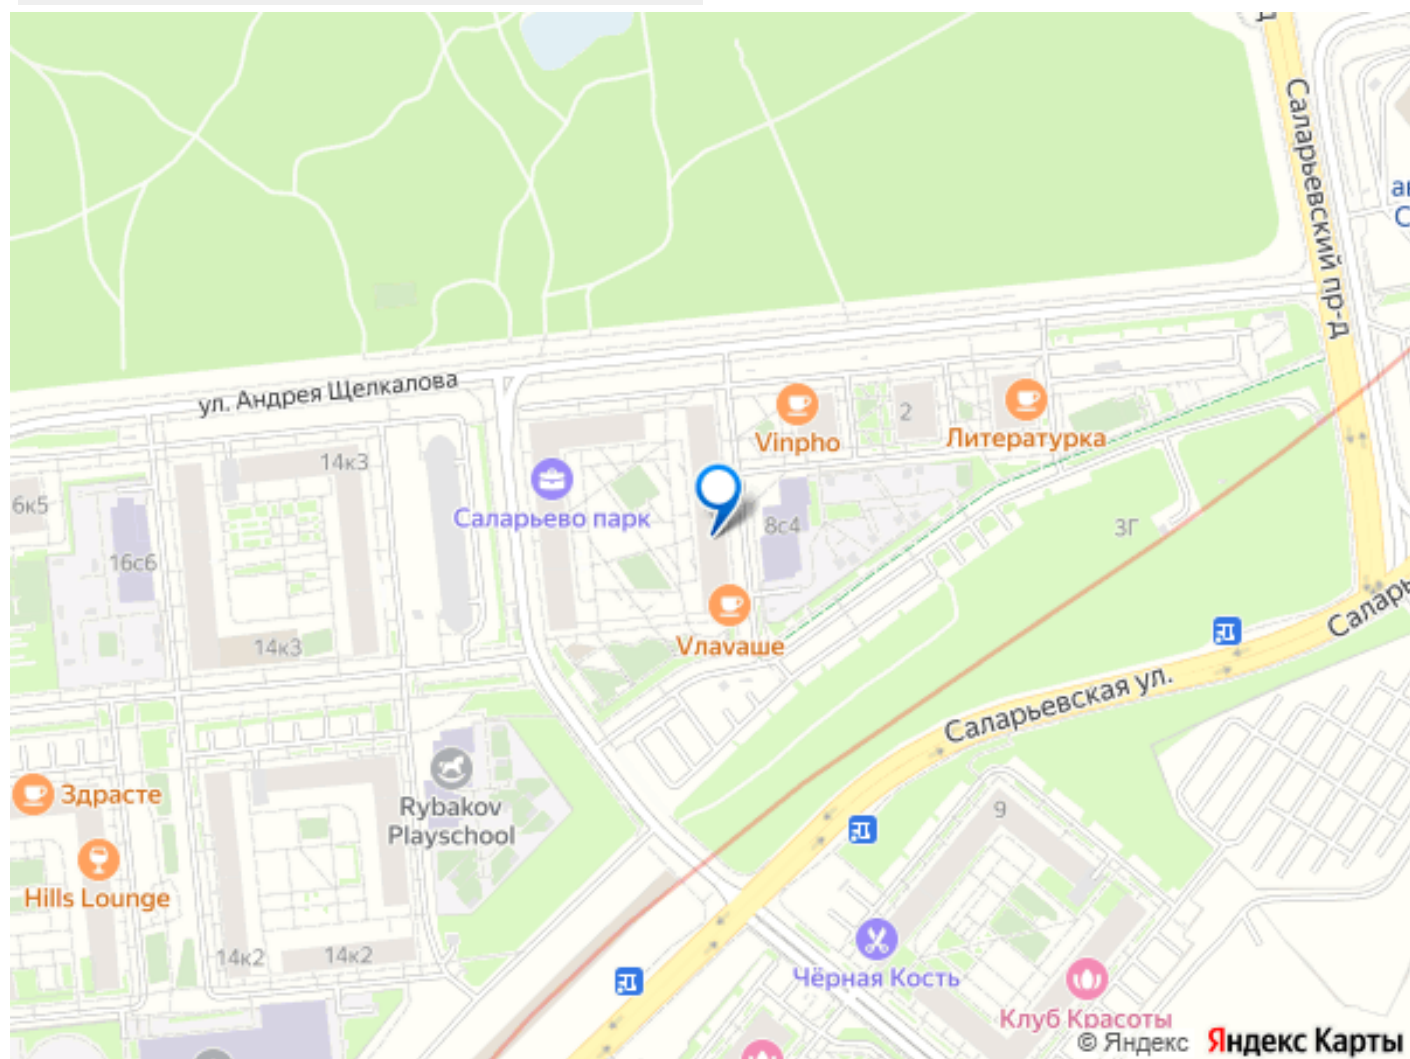 Саларьевский пр-д
ул. Андрея Щелкалова
Vinpho
2
Литературка
14к3
6к5
Саларьево парк
8с4
3Г
16с6
Vлаvаше
14к3
Саларьевская ул.
Здрасте
Rybakov
Playschool
9
Hills Lounge
14к2
14к2
Чёрная Кость
Клуб Красоты
© Яндекс
Яндекс Карты